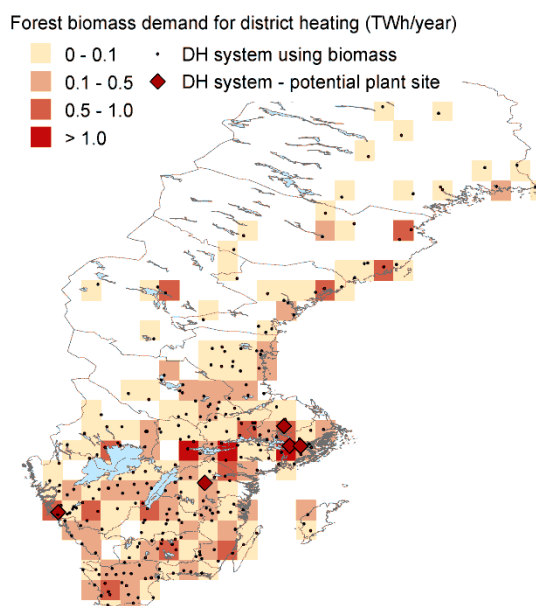 Forest biomass demand for district heating (TWh/year)
0 - 0.1
DH system using biomass
0.1 - 0.5
DH system - potential plant site
0.5 - 1.0
> 1.0